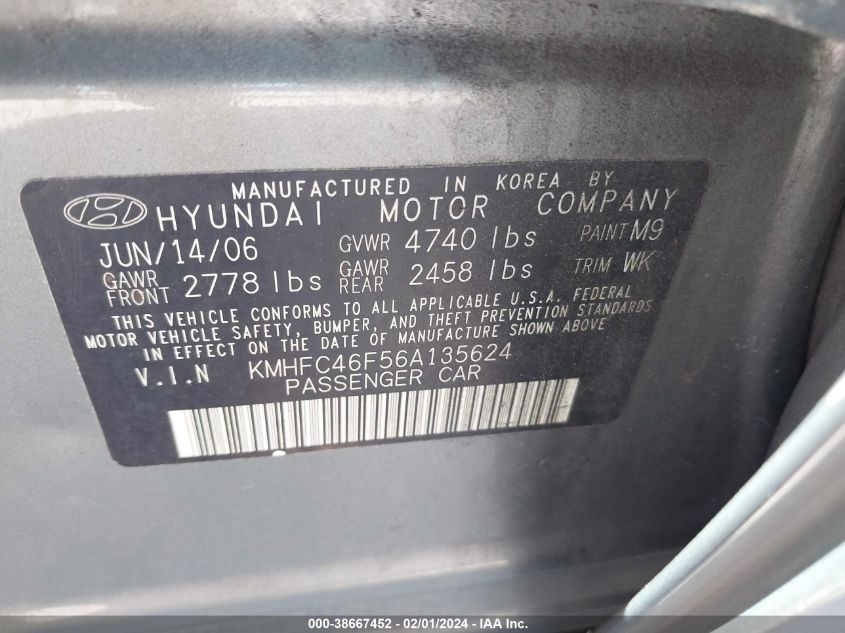 MANUFACTURED IN KOREA BY
HYUNDAI MOTOR COMPANY
JUN/14/06 GVWR 4740 lbs PAINT M9
GAWR FRONT 2778 lbs GAWR REAR 2458 lbs TRIM WK
THIS VEHICLE CONFORMS TO ALL APPLICABLE U.S.A. FEDERAL
MOTOR VEHICLE SAFETY, BUMPER, AND THEFT PREVENTION STANDARDS
IN EFFECT ON THE DATE OF MANUFACTURE SHOWN ABOVE
V.I.N KMHFC46F56A135624
PASSENGER CAR
000-38667452 - 02/01/2024 - IAA Inc.